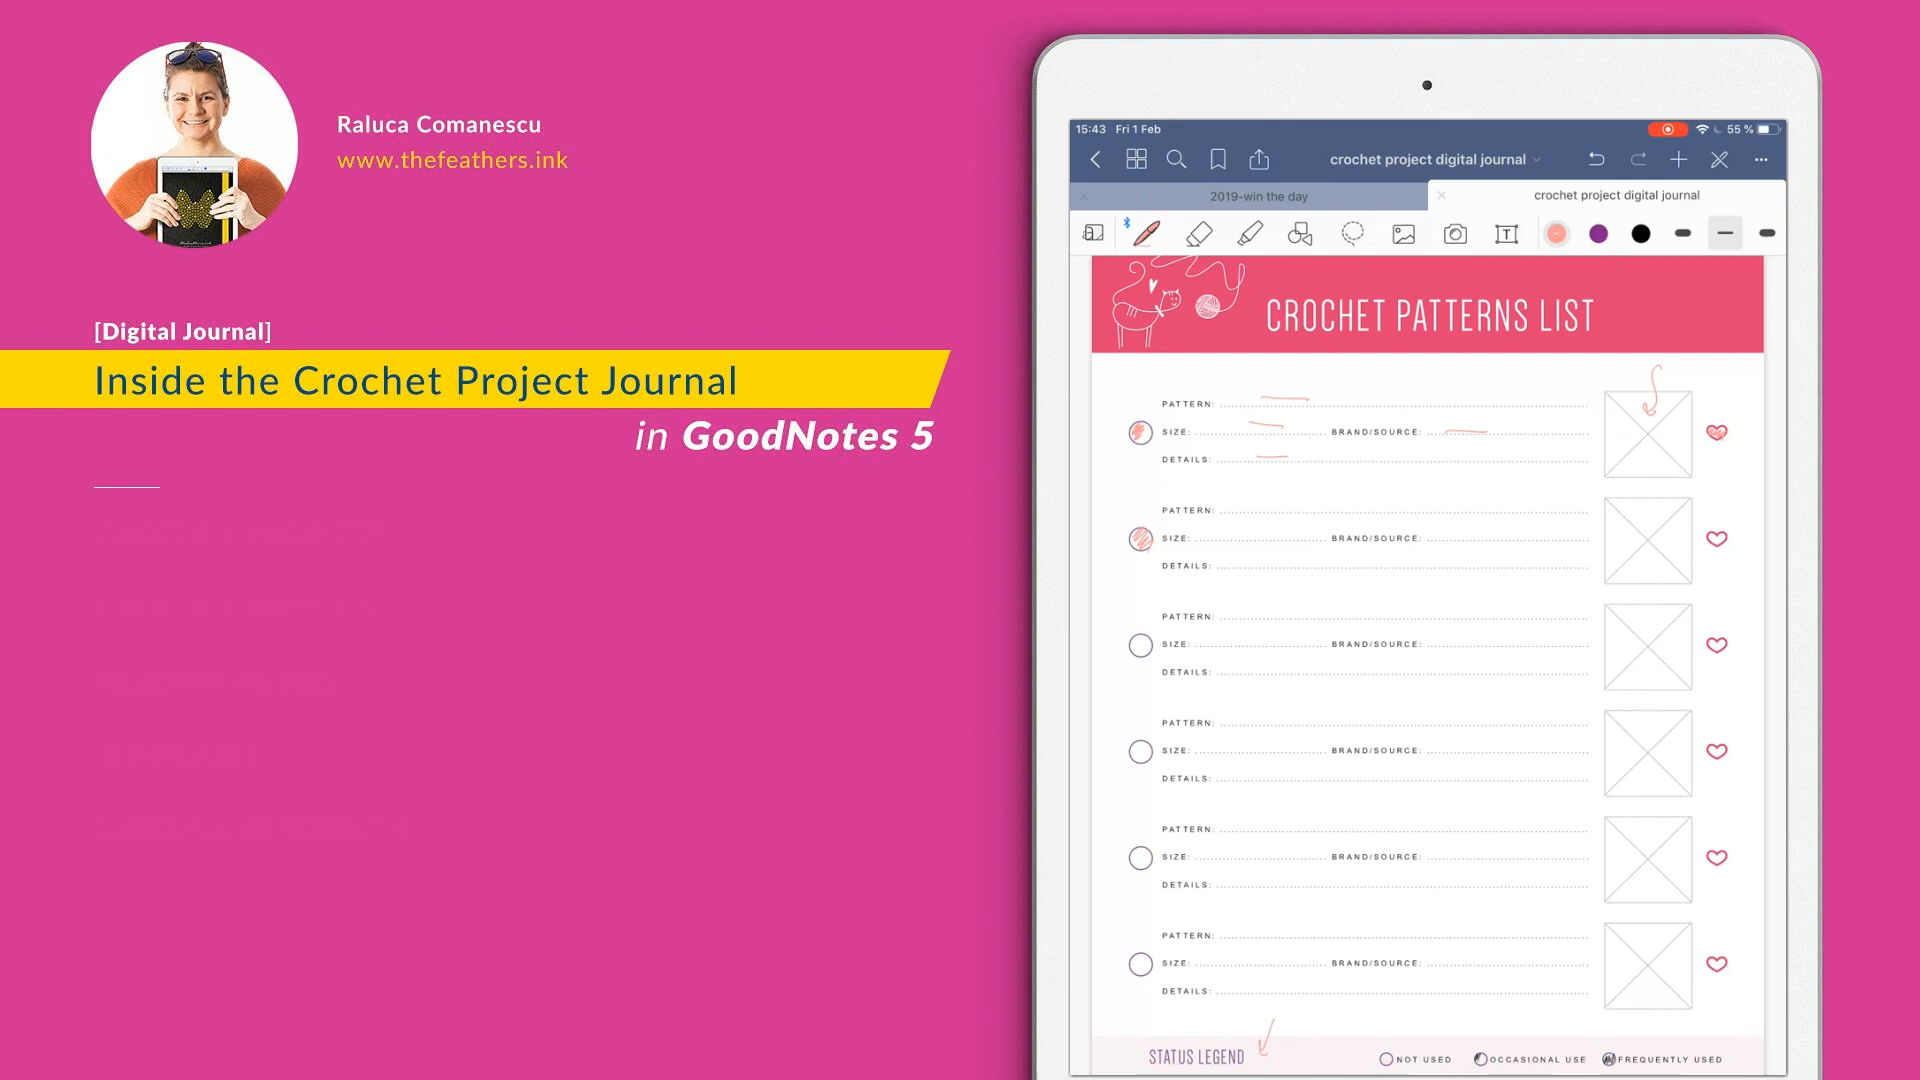 Raluca Comanescu
www.thefeathers.ink
[Digital Journal]
Inside the Crochet Project Journal
in GoodNotes 5
15:43 Fri 1 Feb
55 %
crochet project digital journal
2019-win the day
crochet project digital journal
T
CROCHET PATTERNS LIST
PATTERN:
SIZE: BRAND/SOURCE:
DETAILS:
PATTERN:
SIZE: BRAND/SOURCE:
DETAILS:
PATTERN:
SIZE: BRAND/SOURCE:
DETAILS:
PATTERN:
SIZE: BRAND/SOURCE:
DETAILS:
PATTERN:
SIZE: BRAND/SOURCE:
DETAILS:
PATTERN:
SIZE: BRAND/SOURCE:
DETAILS:
STATUS LEGEND NOT USED OCCASIONAL USE FREQUENTLY USED